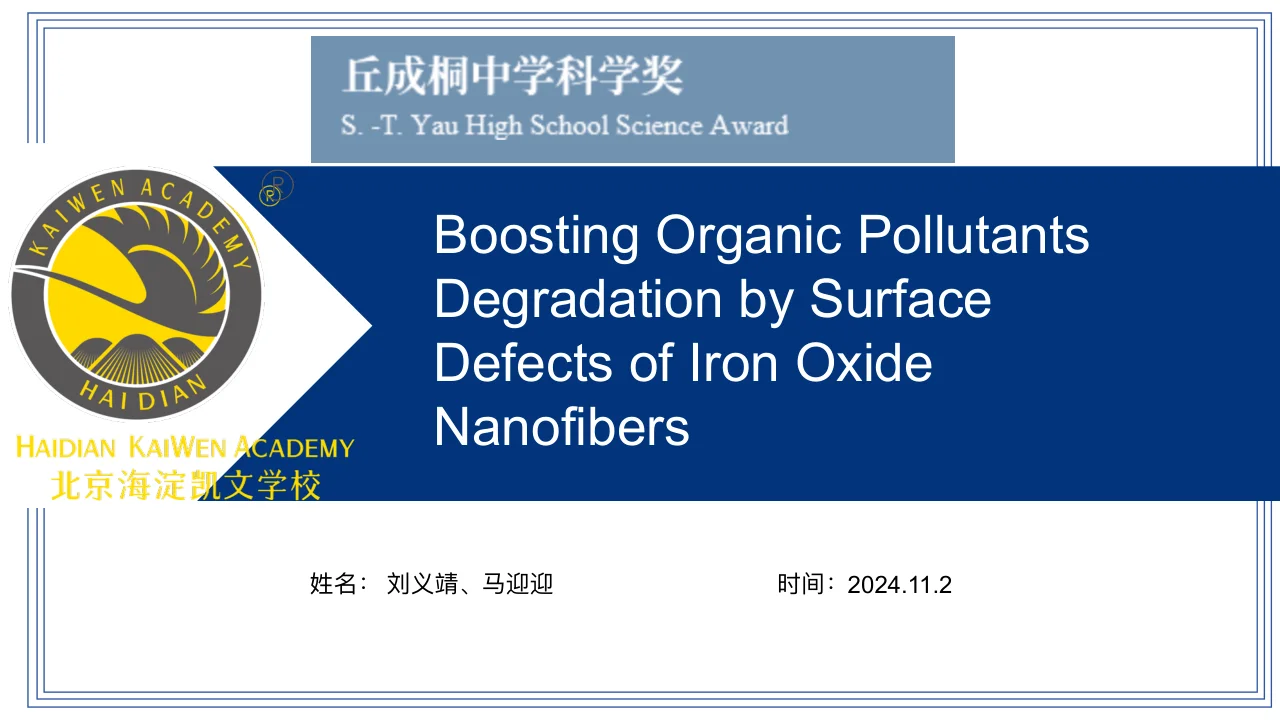 丘成桐中学科学奖
S. -T. Yau High School Science Award
KAIWEN ACADEMY
HAI DIAN
®
HAIDIAN KAIWEN ACADEMY
北京海淀凯文学校
Boosting Organic Pollutants
Degradation by Surface
Defects of Iron Oxide
Nanofibers
姓名： 刘义靖、马迎迎
时间：2024.11.2